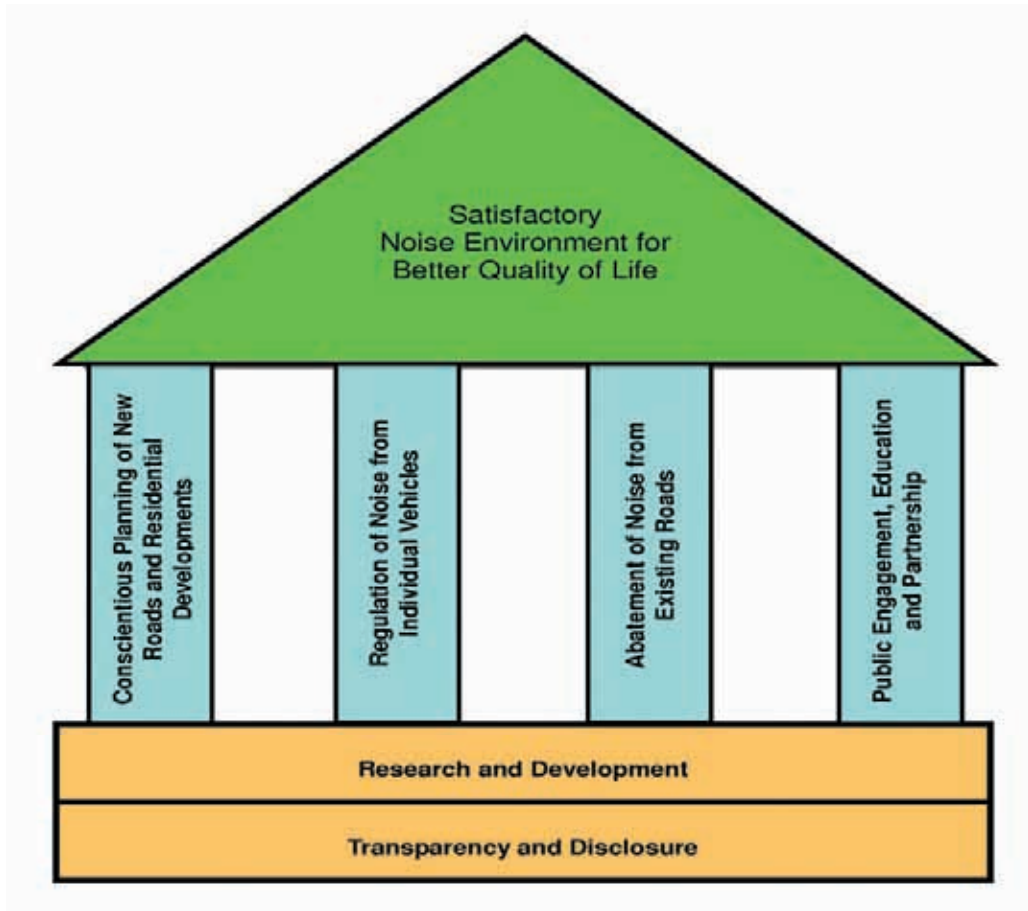 Satisfactory
Noise Environment for
Better Quality of Life
Conscientious Planning of New
Roads and Residential
Developments
Regulation of Noise from
Individual Vehicles
Abatement of Noise from
Existing Roads
Public Engagement, Education
and Partnership
Research and Development
Transparency and Disclosure